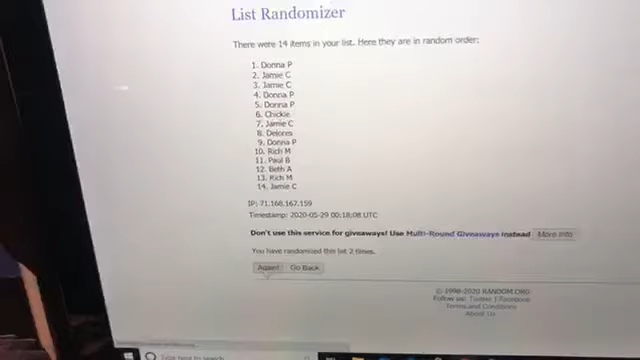 List Randomizer
There were 14 items in your list. Here they are in random order:
1. Donna P
2. Jamie C
3. Jamie C
4. Donna P
5. Donna P
6. Chickie
7. Jamie C
8. Delores
9. Donna P
10. Rich M
11. Paul B
12. Beth A
13. Rich M
14. Jamie C
IP: 71.168.167.159
Timestamp: 2020-05-29 00:18:08 UTC
Don't use this service for giveaways! Use Multi-Round Giveaways instead More Info
You have randomized this list 2 times.
Again! Go Back
© 1998-2020 RANDOM.ORG
Follow us: Twitter | Facebook
Terms and Conditions
About Us
Type here to search